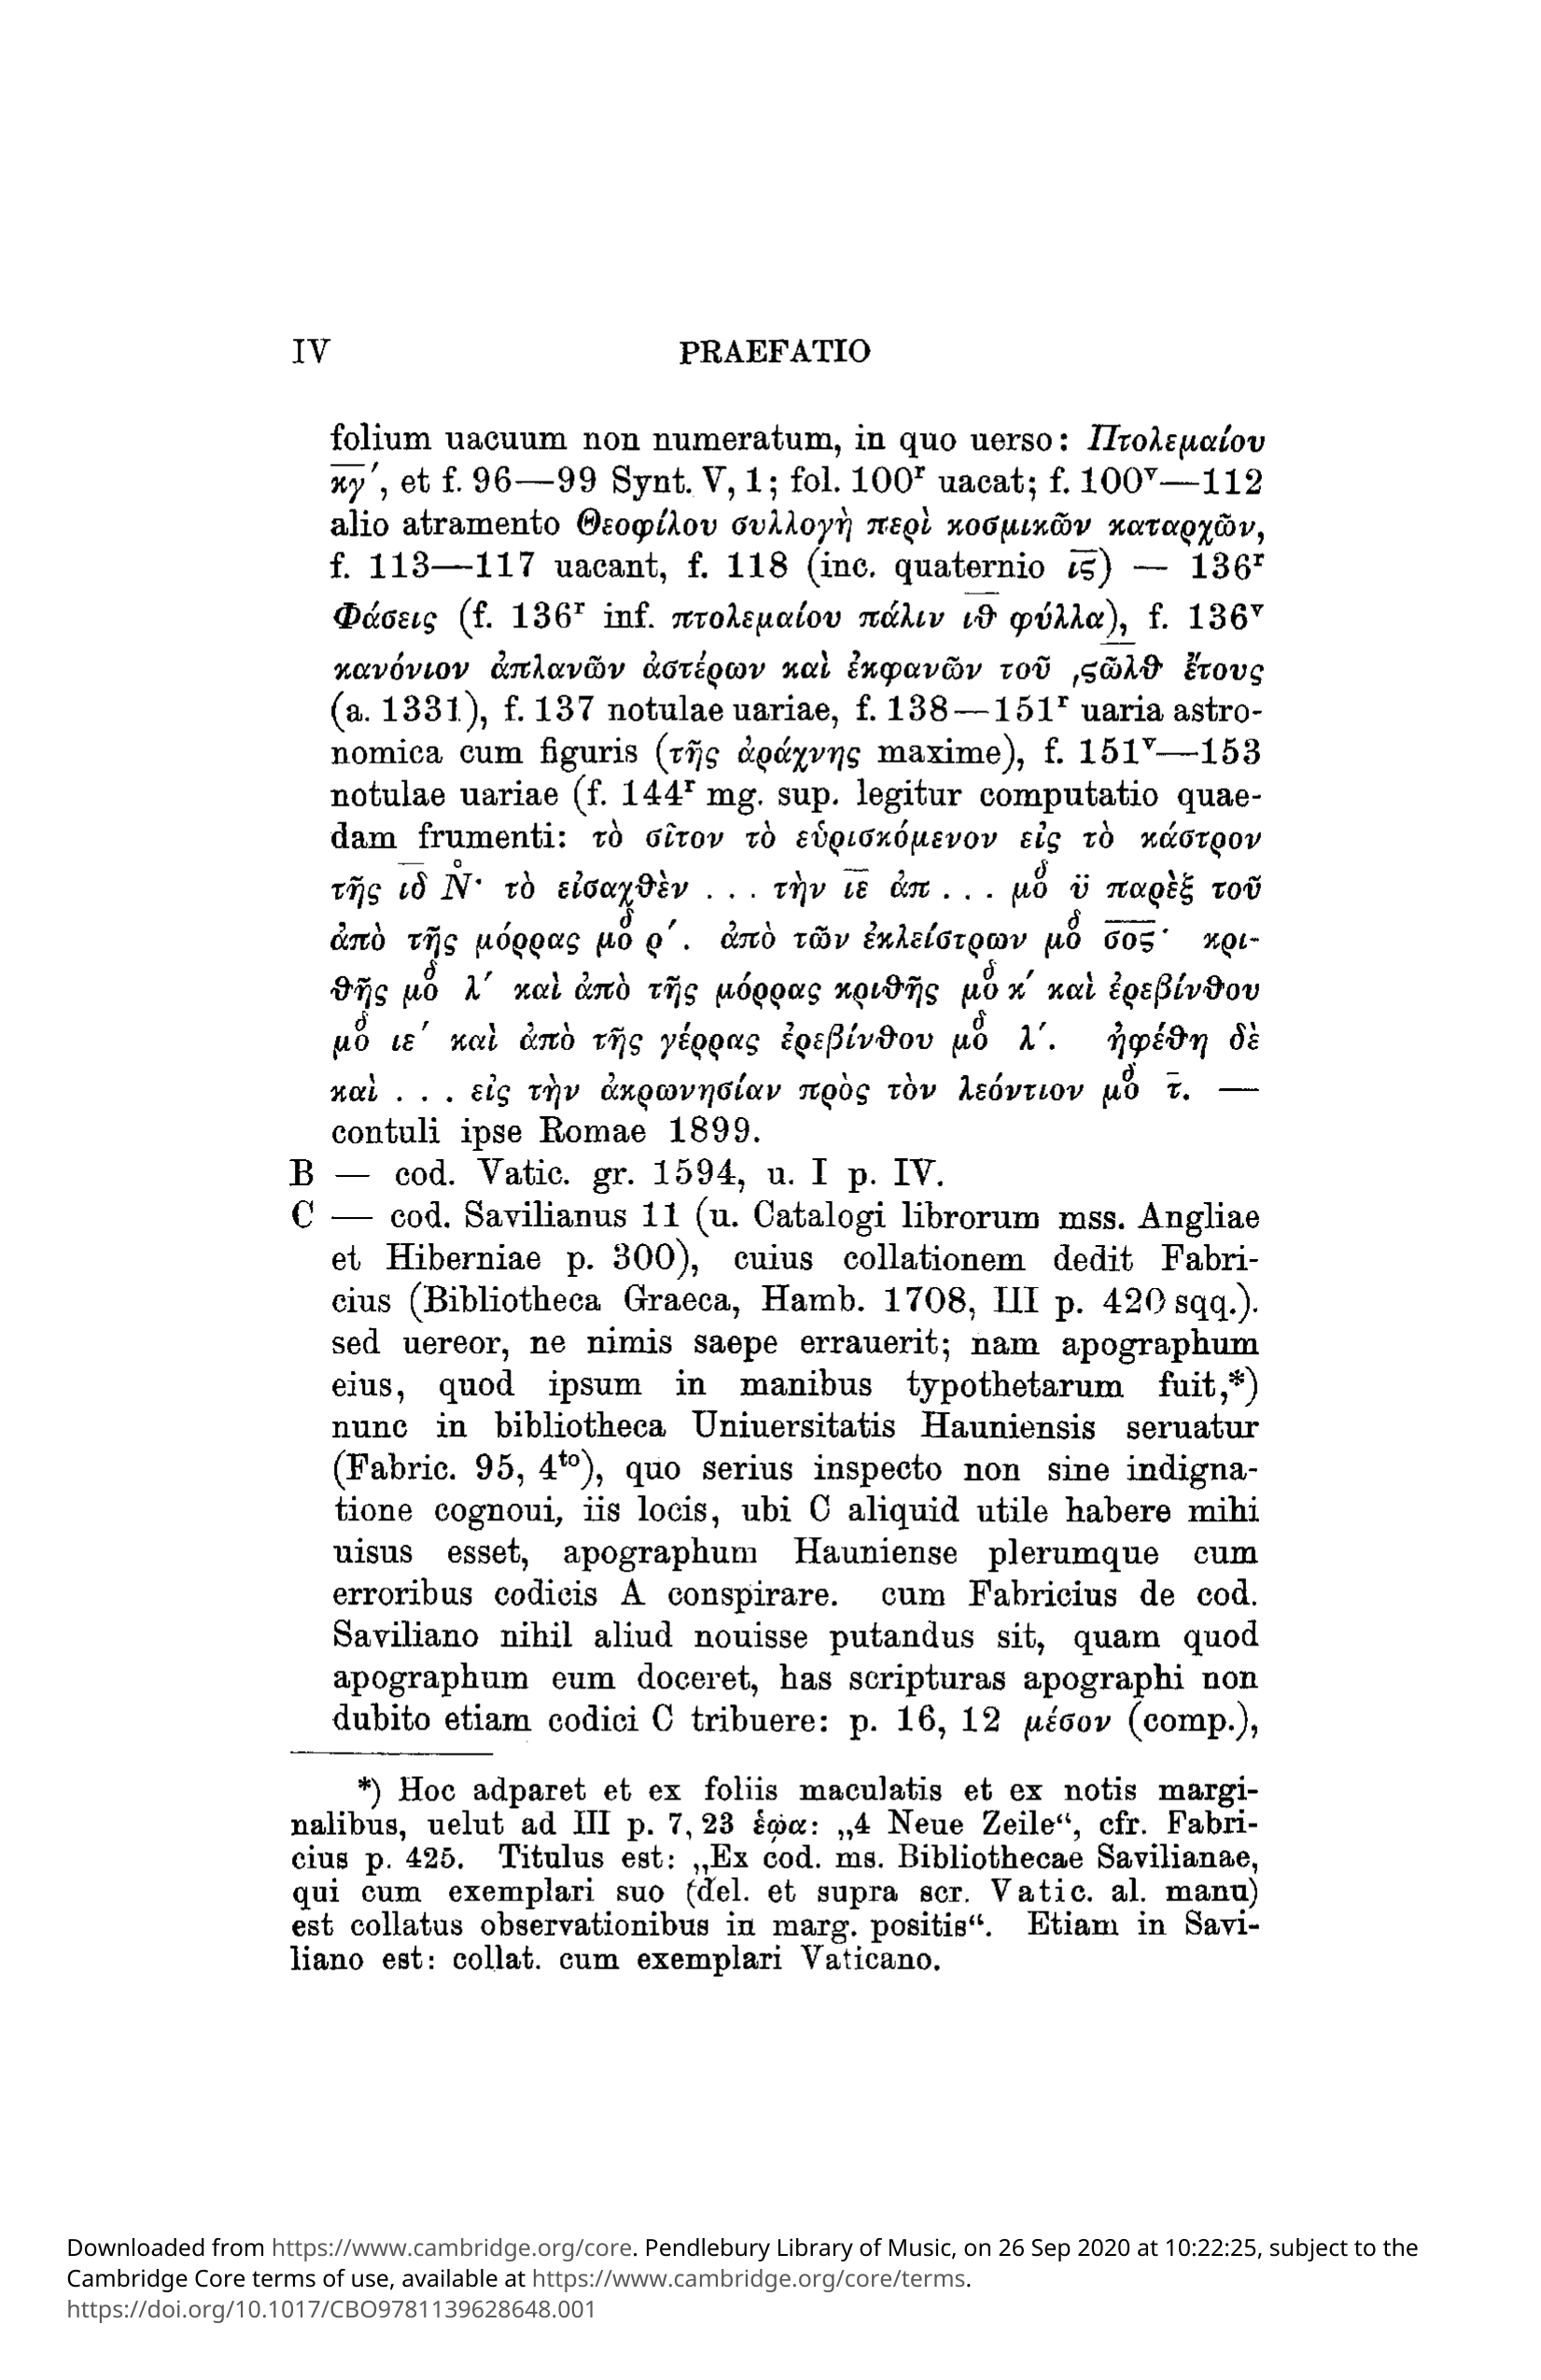 IV PRAEFATIO
folium uacuum non numeratum, in quo uerso: Πτολεμαίου
κ̅γ̅′, et f. 96—99 Synt. V, 1; fol. 100ʳ uacat; f. 100ᵛ—112
alio atramento Θεοφίλου συλλογὴ περὶ κοσμικῶν καταρχῶν,
f. 113—117 uacant, f. 118 (inc. quaternio ι̅ς̅) — 136ʳ
Φάσεις (f. 136ʳ inf. πτολεμαίου πάλιν ι̅θ̅ φύλλα), f. 136ᵛ
κανόνιον ἀπλανῶν ἀστέρων καὶ ἐκφανῶν τοῦ ͵ςω̃λ̅θ̅ ἔτους
(a. 1331), f. 137 notulae uariae, f. 138—151ʳ uaria astro-
nomica cum figuris (τῆς ἀράχνης maxime), f. 151ᵛ—153
notulae uariae (f. 144ʳ mg. sup. legitur computatio quae-
dam frumenti: τὸ σῖτον τὸ εὑρισκόμενον εἰς τὸ κάστρον
τῆς ι̅δ̅ N̊· τὸ εἰσαχθὲν . . . τὴν ι̅ε̅ ἀπ . . . μοδ ϋ παρὲξ τοῦ
ἀπὸ τῆς μόρρας μοδ ρ′. ἀπὸ τῶν ἐκλείστρων μοδ σ̅ο̅ς̅· κρι-
θῆς μοδ λ′ καὶ ἀπὸ τῆς μόρρας κριθῆς μοδ κ′ καὶ ἐρεβίνθου
μοδ ιε′ καὶ ἀπὸ τῆς γέρρας ἐρεβίνθου μοδ λ′. ἠφέθη δὲ
καὶ . . . εἰς τὴν ἀκρωνησίαν πρὸς τὸν λεόντιον μοδ τ̅. —
contuli ipse Romae 1899.
B — cod. Vatic. gr. 1594, u. I p. IV.
C — cod. Savilianus 11 (u. Catalogi librorum mss. Angliae
et Hiberniae p. 300), cuius collationem dedit Fabri-
cius (Bibliotheca Graeca, Hamb. 1708, III p. 420 sqq.).
sed uereor, ne nimis saepe errauerit; nam apographum
eius, quod ipsum in manibus typothetarum fuit,*)
nunc in bibliotheca Uniuersitatis Hauniensis seruatur
(Fabric. 95, 4ᵗᵒ), quo serius inspecto non sine indigna-
tione cognoui, iis locis, ubi C aliquid utile habere mihi
uisus esset, apographum Hauniense plerumque cum
erroribus codicis A conspirare. cum Fabricius de cod.
Saviliano nihil aliud nouisse putandus sit, quam quod
apographum eum doceret, has scripturas apographi non
dubito etiam codici C tribuere: p. 16, 12 μέσον (comp.),
*) Hoc adparet et ex foliis maculatis et ex notis margi-
nalibus, uelut ad III p. 7, 23 ἑῴα: „4 Neue Zeile“, cfr. Fabri-
cius p. 425. Titulus est: „Ex cod. ms. Bibliothecae Savilianae,
qui cum exemplari suo (del. et supra scr. Vatic. al. manu)
est collatus observationibus in marg. positis“. Etiam in Savi-
liano est: collat. cum exemplari Vaticano.
Downloaded from https://www.cambridge.org/core. Pendlebury Library of Music, on 26 Sep 2020 at 10:22:25, subject to the
Cambridge Core terms of use, available at https://www.cambridge.org/core/terms.
https://doi.org/10.1017/CBO9781139628648.001